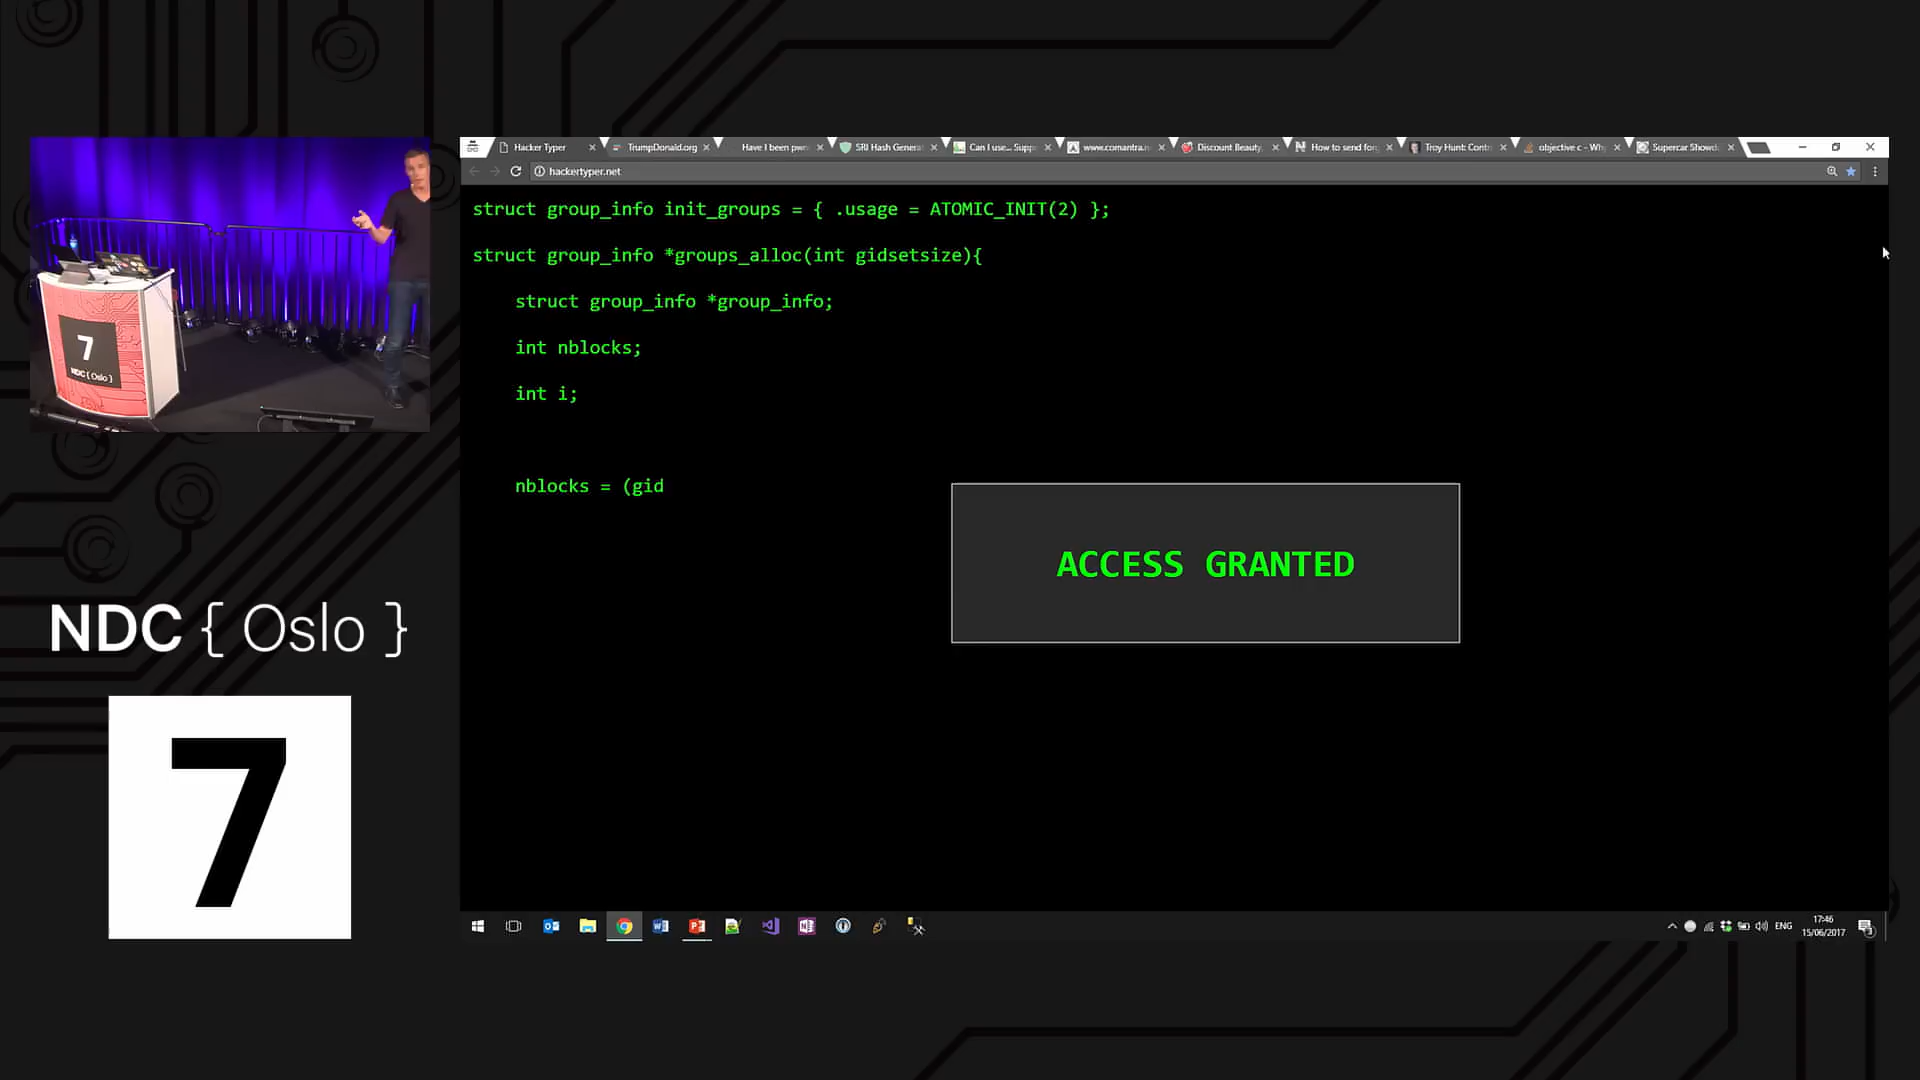 Hacker Typer
TrumpDonald.org
Have I been pwn
SRI Hash Genera
Can I use... Supp
www.comantra.n
Discount Beauty
How to send for
Troy Hunt: Contr
objective c - Wh
Supercar Showd
hackertyper.net
struct group_info init_groups = { .usage = ATOMIC_INIT(2) };
struct group_info *groups_alloc(int gidsetsize){
struct group_info *group_info;
int nblocks;
int i;
nblocks = (gid
ACCESS GRANTED
7
NDC { Oslo }
NDC { Oslo }
7
ENG
17:46
15/06/2017